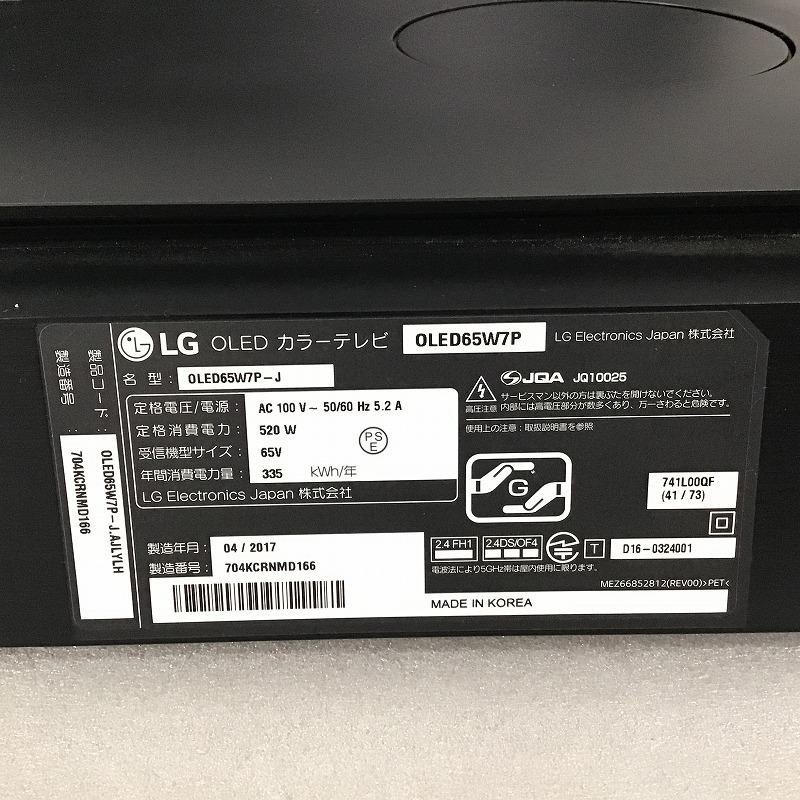 LG OLED カラーテレビ OLED65W7P LG Electronics Japan 株式会社
名 型: OLED65W7P-J
定格電圧/電源: AC 100 V~ 50/60 Hz 5.2 A
定格消費電力: 520 W
受信機型サイズ: 65V
年間消費電力量: 335 kWh/年
LG Electronics Japan 株式会社
PS
E
JQA JQ10025
高圧注意
サービスマン以外の方は裏ぶたを開けないでください。
内部には高電圧部分が数多くあり、万一さわると危険です。
使用上の注意: 取扱説明書を参照
G
741L00QF
(41 / 73)
製造年月: 04 / 2017
製造番号: 704KCRNMD166
2.4 FH1 2.4DS/OF4 T D16-0324001
電波法により5GHz帯は屋内使用に限ります。
MEZ66852812(REV00)>PET<
MADE IN KOREA
製品コード: OLED65W7P-J.AJLYLH
製造番号: 704KCRNMD166